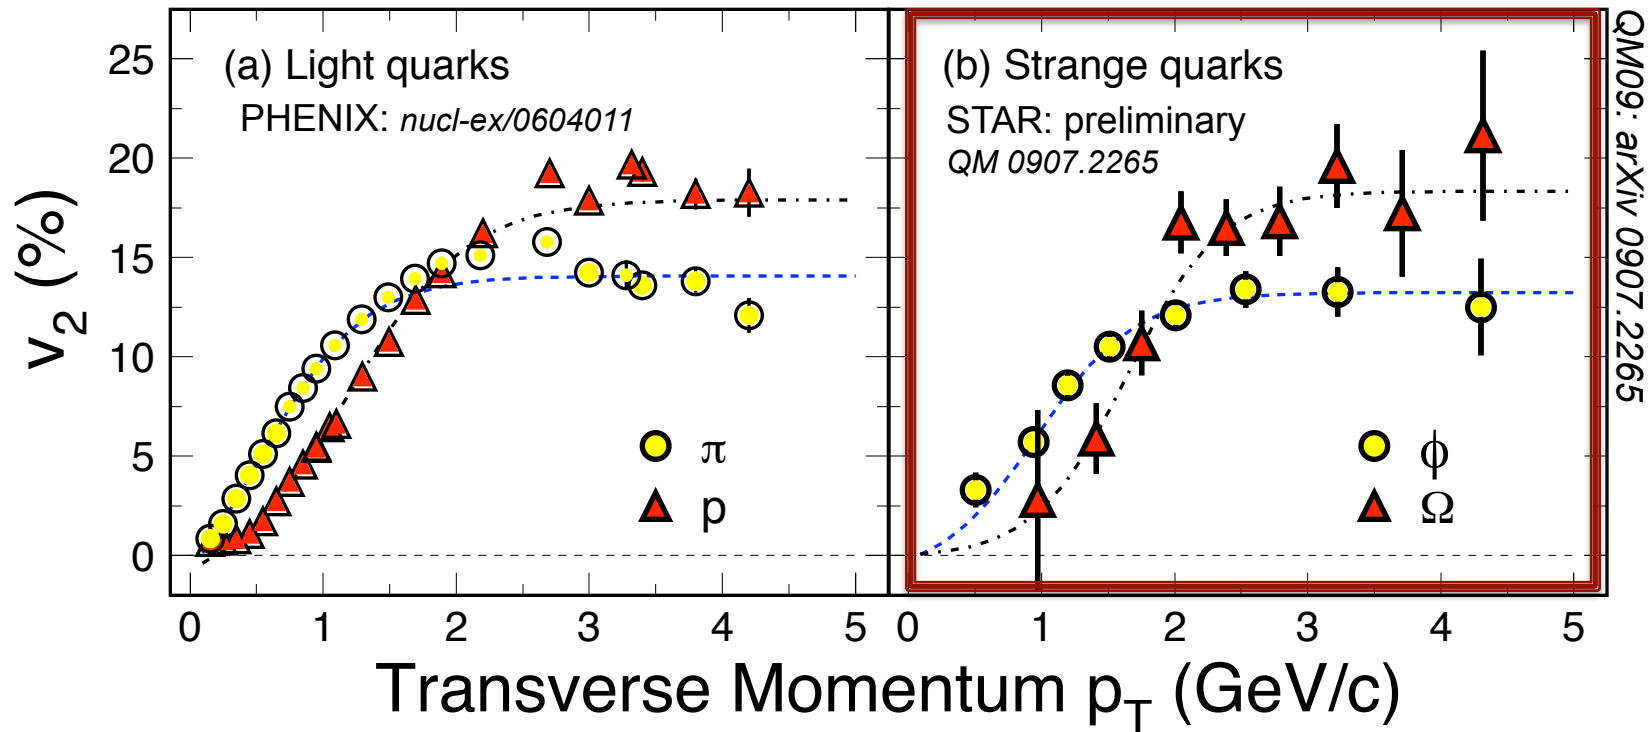 (a) Light quarks
PHENIX: nucl-ex/0604011
(b) Strange quarks
STAR: preliminary
QM 0907.2265
QM09: arXiv 0907.2265
v2 (%)
25
20
15
10
5
0
π
p
ϕ
Ω
0 1 2 3 4 5
0 1 2 3 4 5
Transverse Momentum pT (GeV/c)